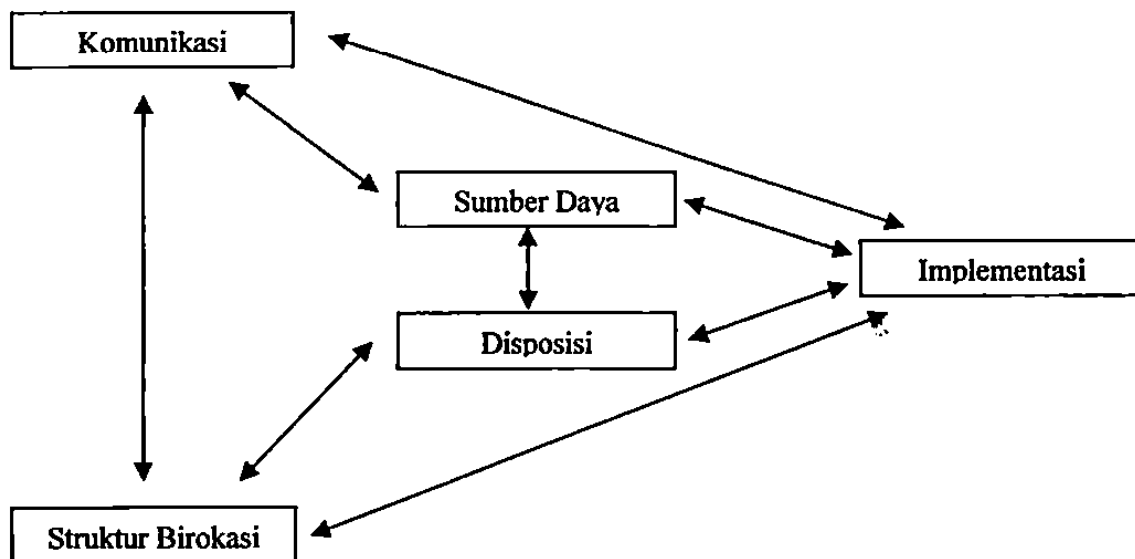 Komunikasi
Sumber Daya
Implementasi
Disposisi
Struktur Birokasi